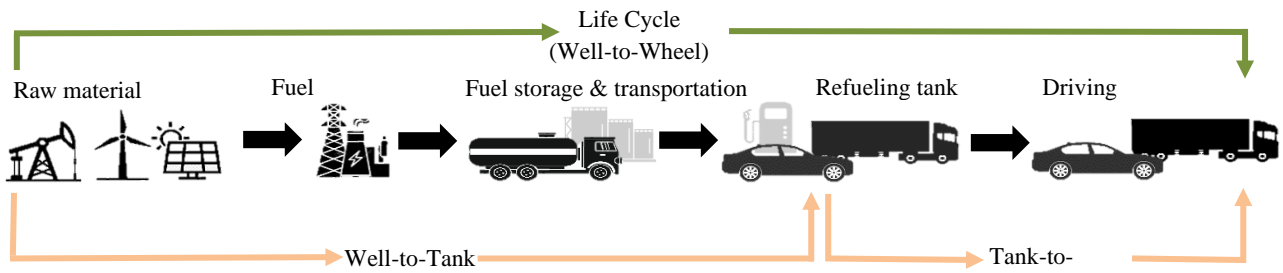 Life Cycle
(Well-to-Wheel)
Raw material
Fuel
Fuel storage & transportation
Refueling tank
Driving
Well-to-Tank
Tank-to-